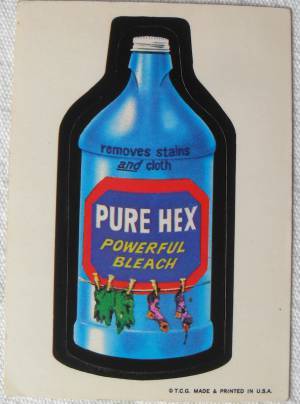 removes stains
and cloth
PURE HEX
POWERFUL
BLEACH
© T.C.G. MADE & PRINTED IN U.S.A.